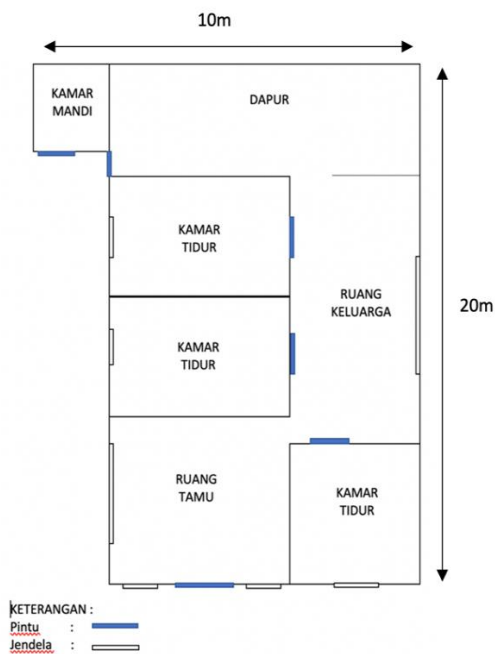 10m
KAMAR
MANDI
DAPUR
KAMAR
TIDUR
RUANG
KELUARGA
20m
KAMAR
TIDUR
RUANG
TAMU
KAMAR
TIDUR
KETERANGAN :
Pintu :
Jendela :